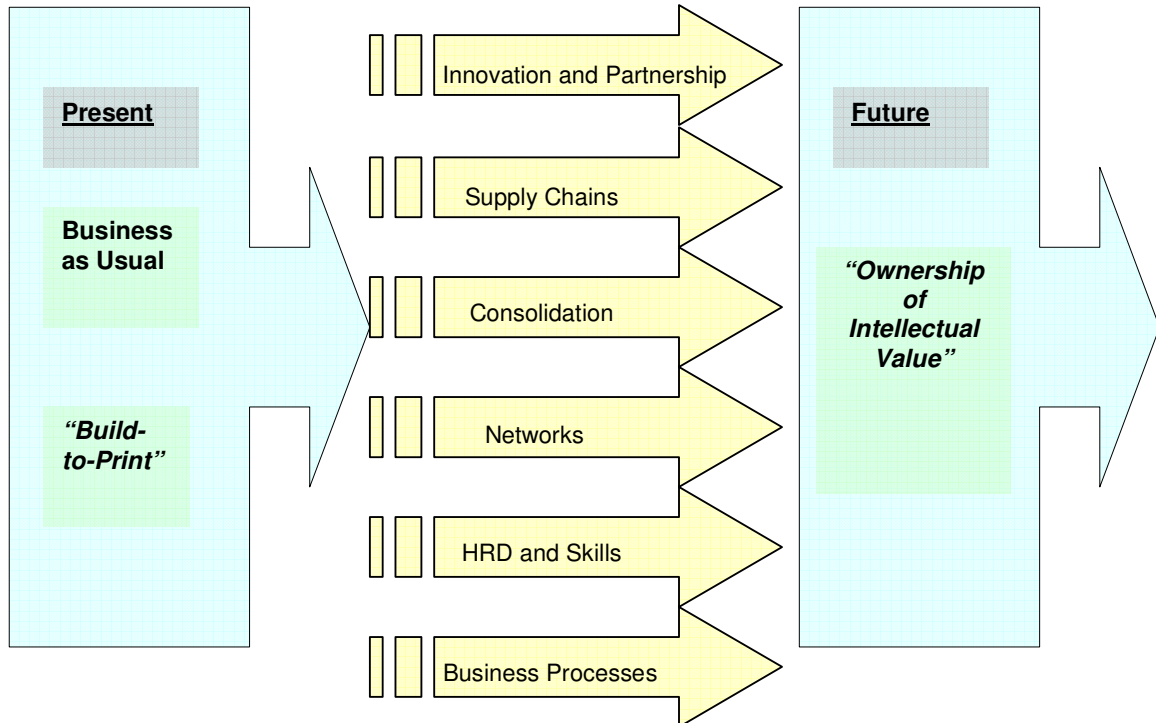 Present
Business
as Usual
“Build-
to-Print”
Innovation and Partnership
Supply Chains
Consolidation
Networks
HRD and Skills
Business Processes
Future
“Ownership
of
Intellectual
Value”